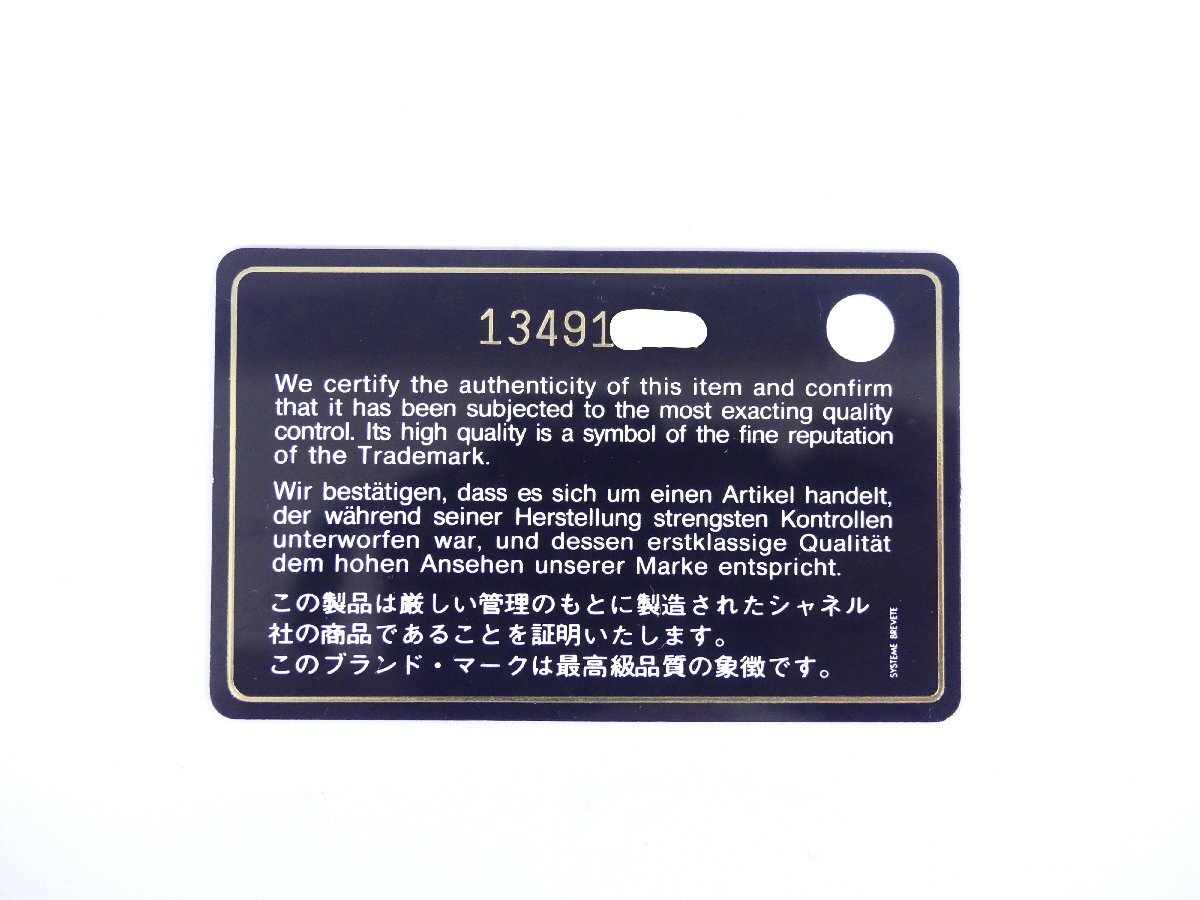 13491
We certify the authenticity of this item and confirm
that it has been subjected to the most exacting quality
control. Its high quality is a symbol of the fine reputation
of the Trademark.
Wir bestätigen, dass es sich um einen Artikel handelt,
der während seiner Herstellung strengsten Kontrollen
unterworfen war, und dessen erstklassige Qualität
dem hohen Ansehen unserer Marke entspricht.
この製品は厳しい管理のもとに製造されたシャネル
社の商品であることを証明いたします。
このブランド・マークは最高級品質の象徴です。
SYSTEME BREVETE